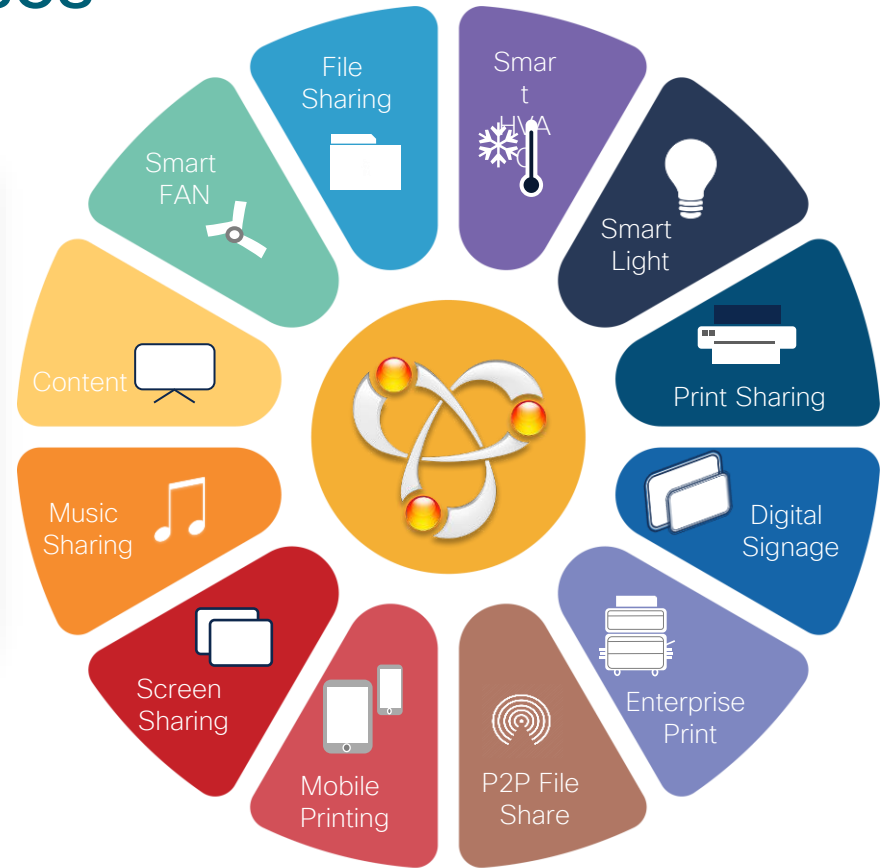 File
Sharing
Smar
t
HVA
C
Smart
Light
Print Sharing
Digital
Signage
Enterprise
Print
P2P File
Share
Mobile
Printing
Screen
Sharing
Music
Sharing
Content
Smart
FAN